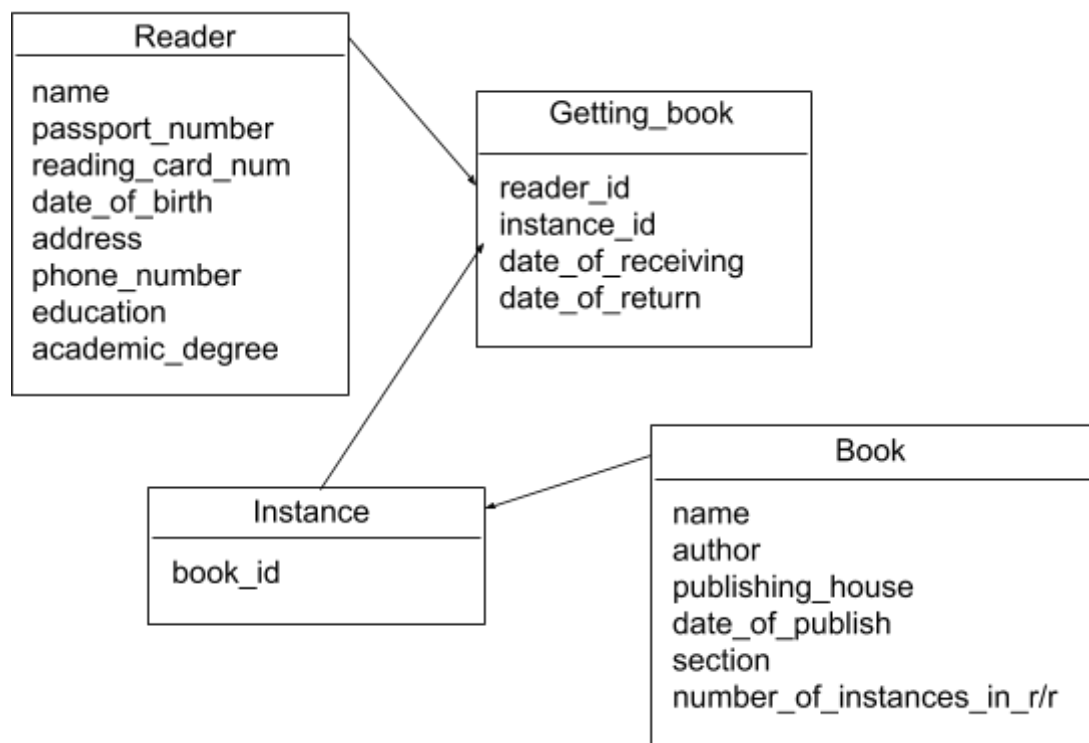 Reader
name
passport_number
reading_card_num
date_of_birth
address
phone_number
education
academic_degree
Getting_book
reader_id
instance_id
date_of_receiving
date_of_return
Instance
book_id
Book
name
author
publishing_house
date_of_publish
section
number_of_instances_in_r/r